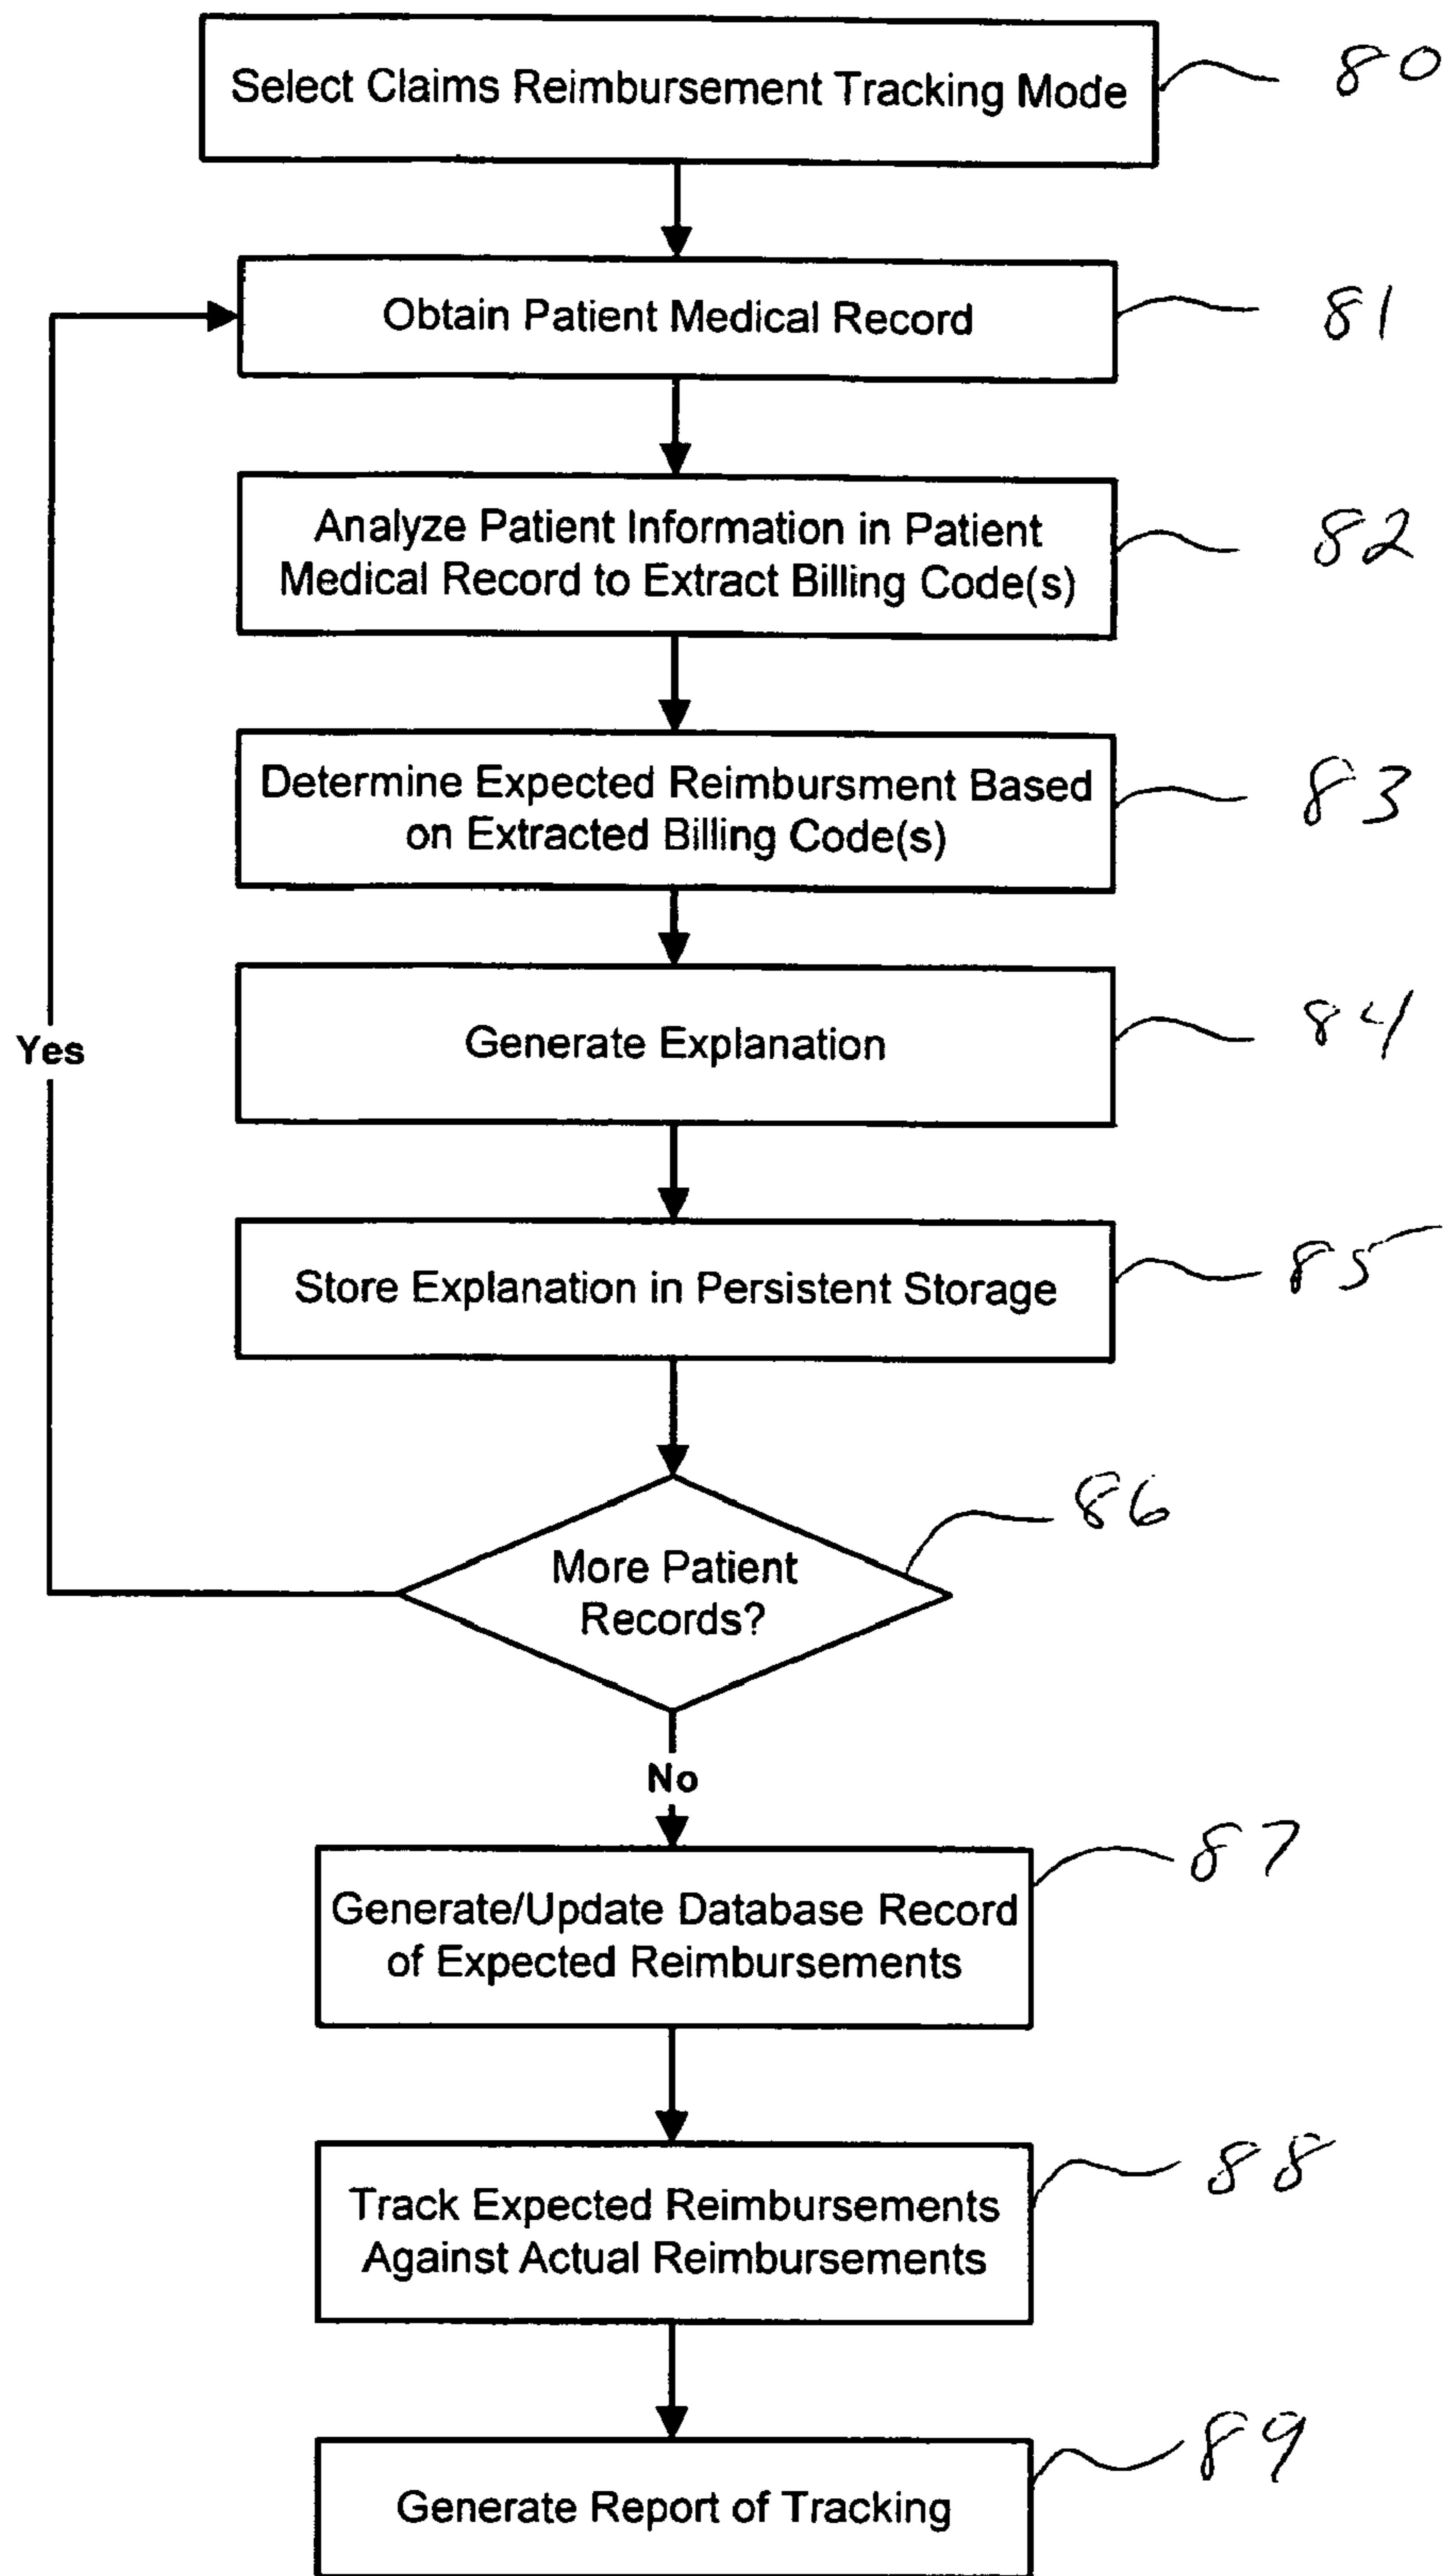 Select Claims Reimbursement Tracking Mode
80
Obtain Patient Medical Record
81
Analyze Patient Information in Patient
Medical Record to Extract Billing Code(s)
82
Determine Expected Reimbursment Based
on Extracted Billing Code(s)
83
Generate Explanation
84
Yes
Store Explanation in Persistent Storage
85
More Patient
Records?
86
No
Generate/Update Database Record
of Expected Reimbursements
87
Track Expected Reimbursements
Against Actual Reimbursements
88
Generate Report of Tracking
89